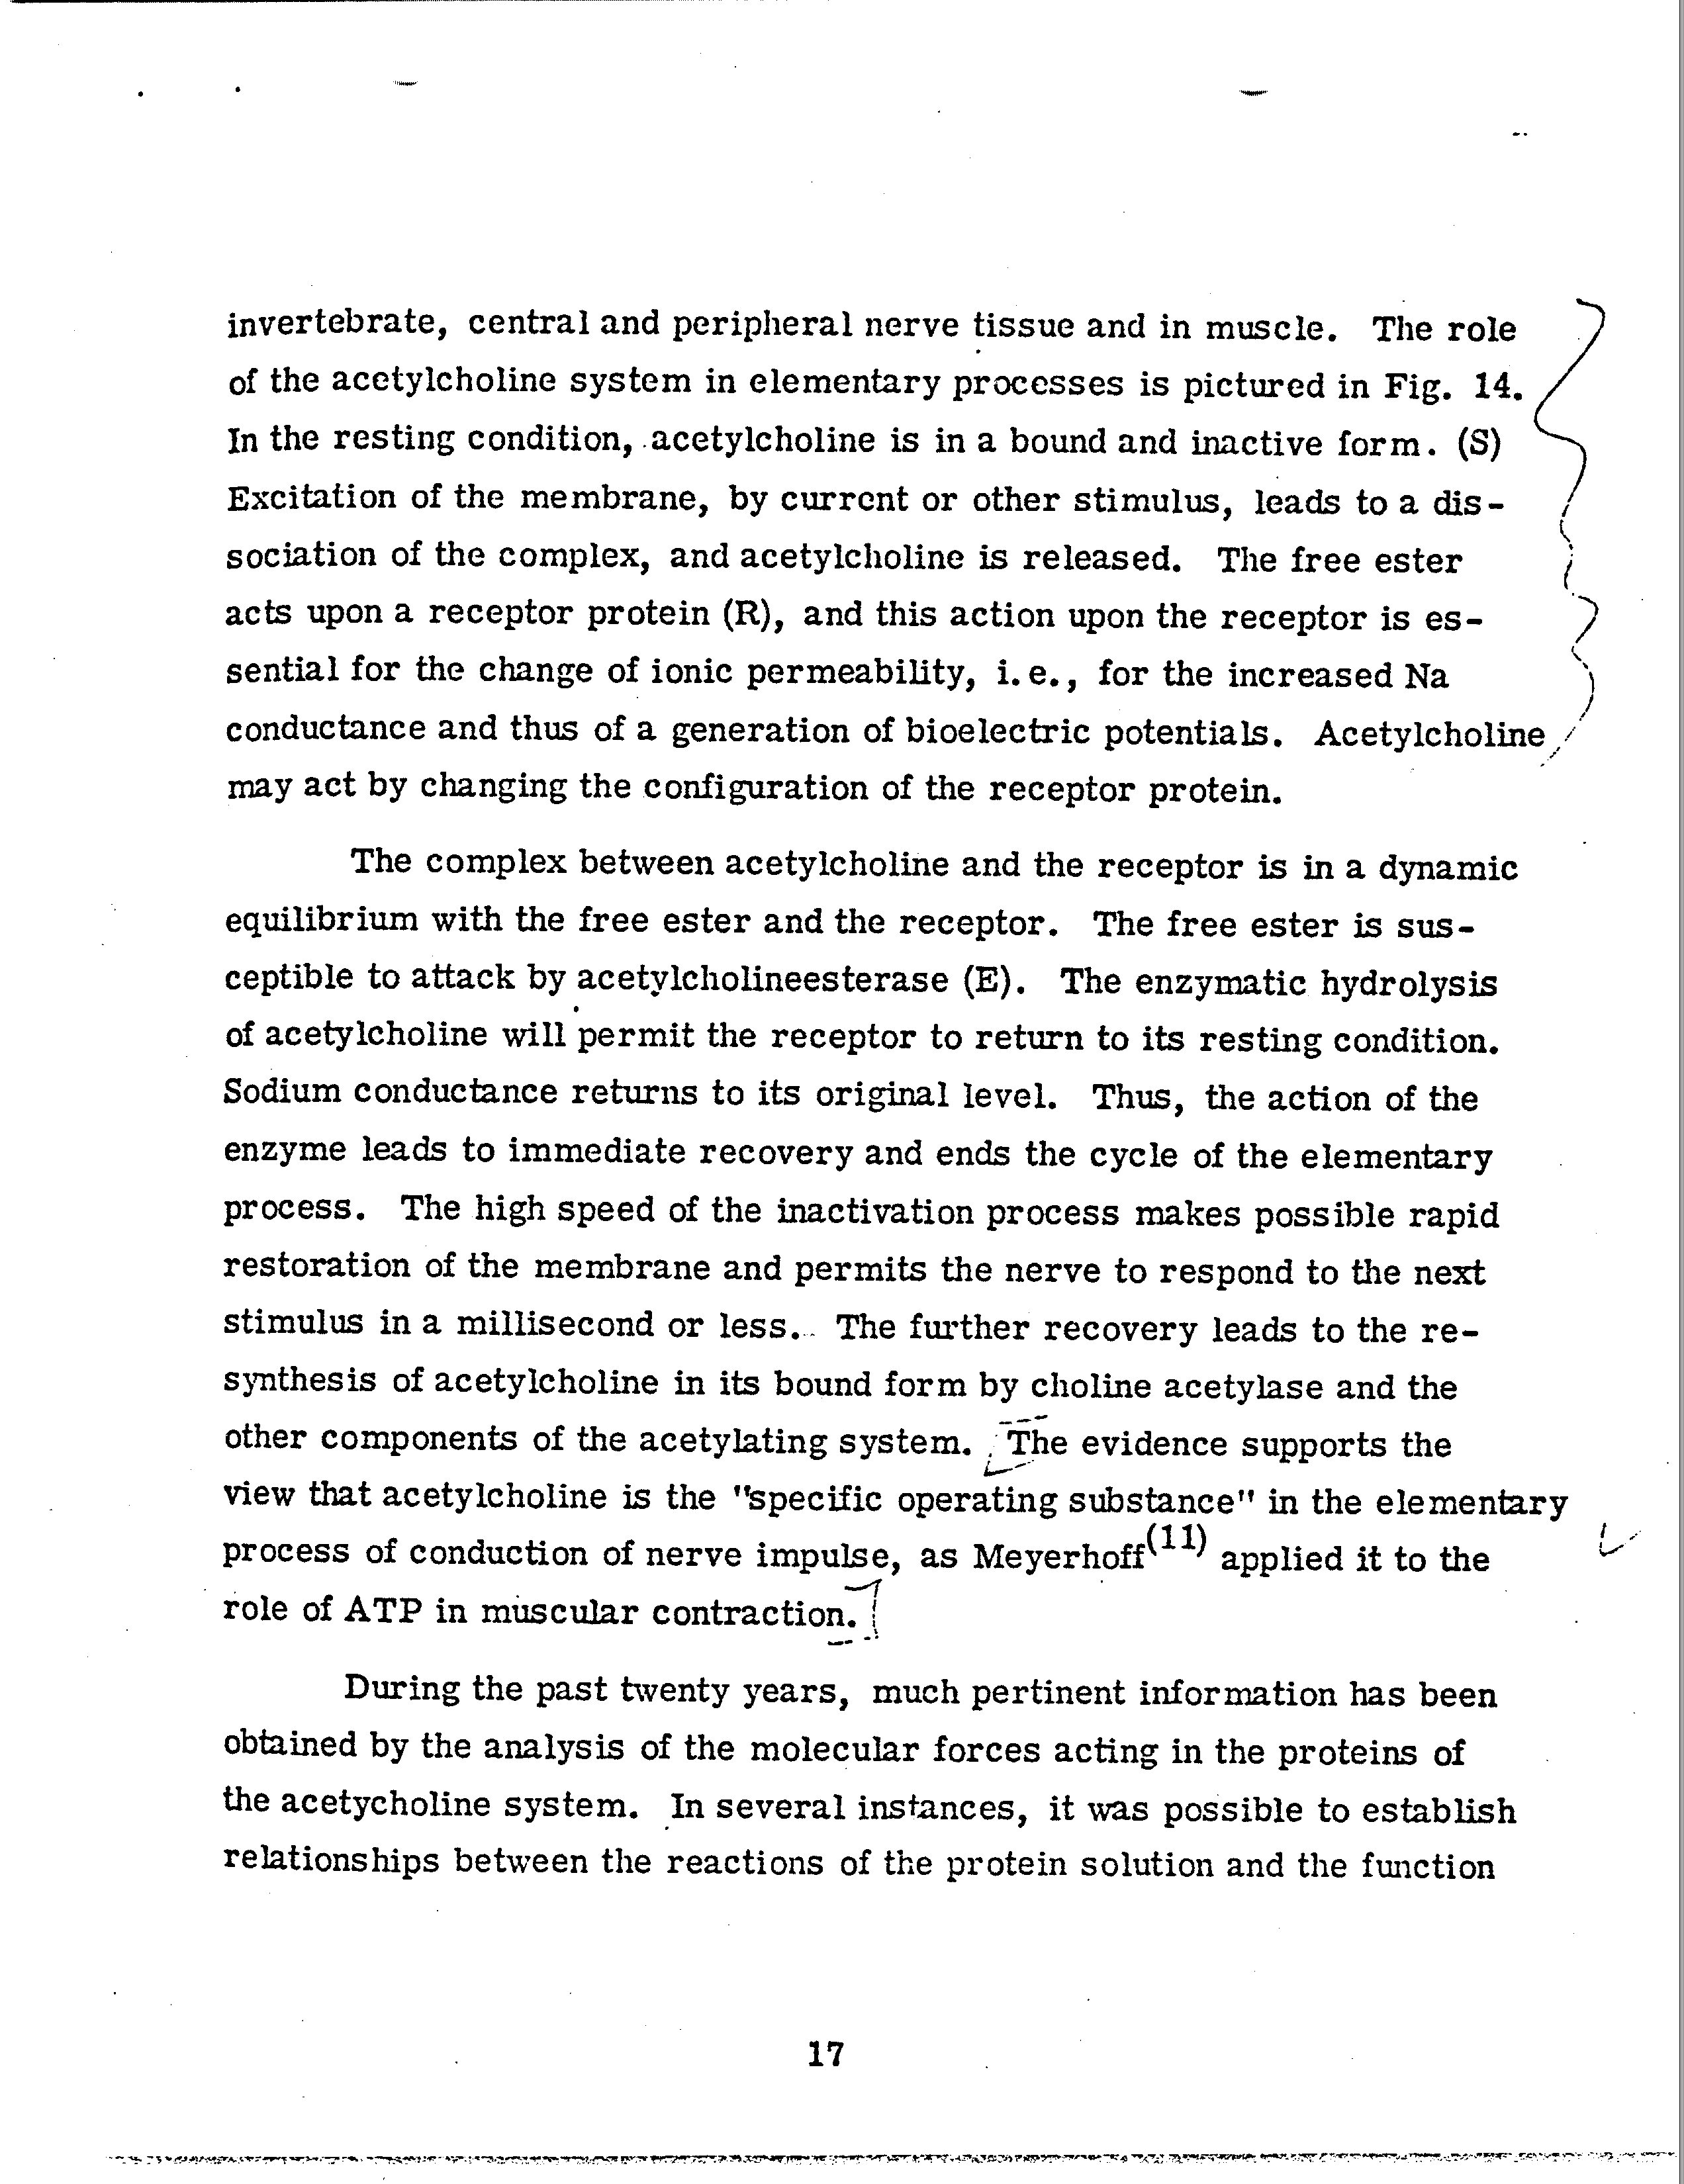 invertebrate, central and peripheral nerve tissue and in muscle. The role
of the acetylcholine system in elementary processes is pictured in Fig. 14.
In the resting condition, acetylcholine is in a bound and inactive form. (S)
Excitation of the membrane, by current or other stimulus, leads to a dis-
sociation of the complex, and acetylcholine is released. The free ester
acts upon a receptor protein (R), and this action upon the receptor is es-
sential for the change of ionic permeability, i.e., for the increased Na
conductance and thus of a generation of bioelectric potentials. Acetylcholine
may act by changing the configuration of the receptor protein.
The complex between acetylcholine and the receptor is in a dynamic
equilibrium with the free ester and the receptor. The free ester is sus-
ceptible to attack by acetylcholineesterase (E). The enzymatic hydrolysis
of acetylcholine will permit the receptor to return to its resting condition.
Sodium conductance returns to its original level. Thus, the action of the
enzyme leads to immediate recovery and ends the cycle of the elementary
process. The high speed of the inactivation process makes possible rapid
restoration of the membrane and permits the nerve to respond to the next
stimulus in a millisecond or less. The further recovery leads to the re-
synthesis of acetylcholine in its bound form by choline acetylase and the
other components of the acetylating system. The evidence supports the
view that acetylcholine is the "specific operating substance" in the elementary
process of conduction of nerve impulse, as Meyerhoff(11) applied it to the
role of ATP in muscular contraction.
During the past twenty years, much pertinent information has been
obtained by the analysis of the molecular forces acting in the proteins of
the acetycholine system. In several instances, it was possible to establish
relationships between the reactions of the protein solution and the function
17